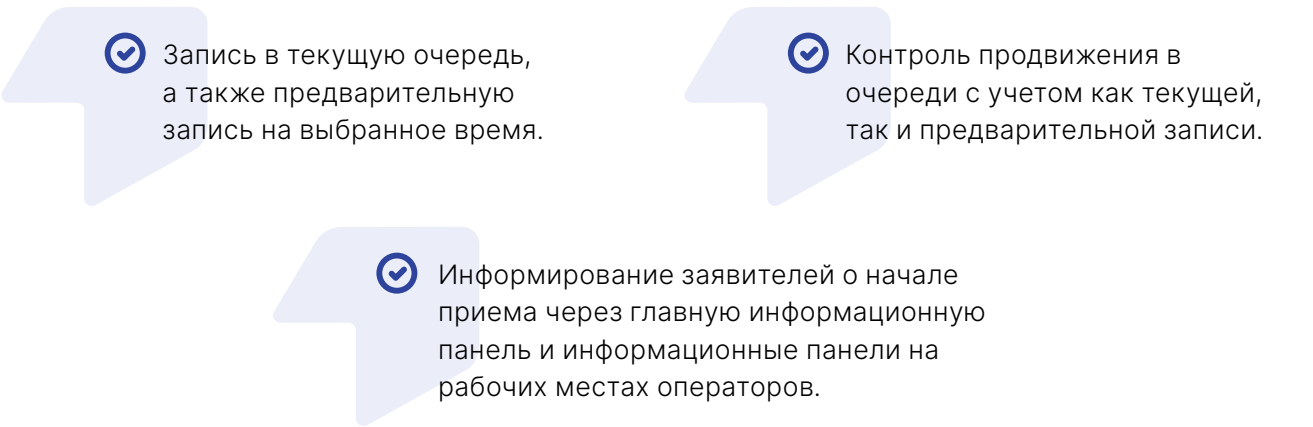 Запись в текущую очередь,
а также предварительную
запись на выбранное время.
Контроль продвижения в
очереди с учетом как текущей,
так и предварительной записи.
Информирование заявителей о начале
приема через главную информационную
панель и информационные панели на
рабочих местах операторов.